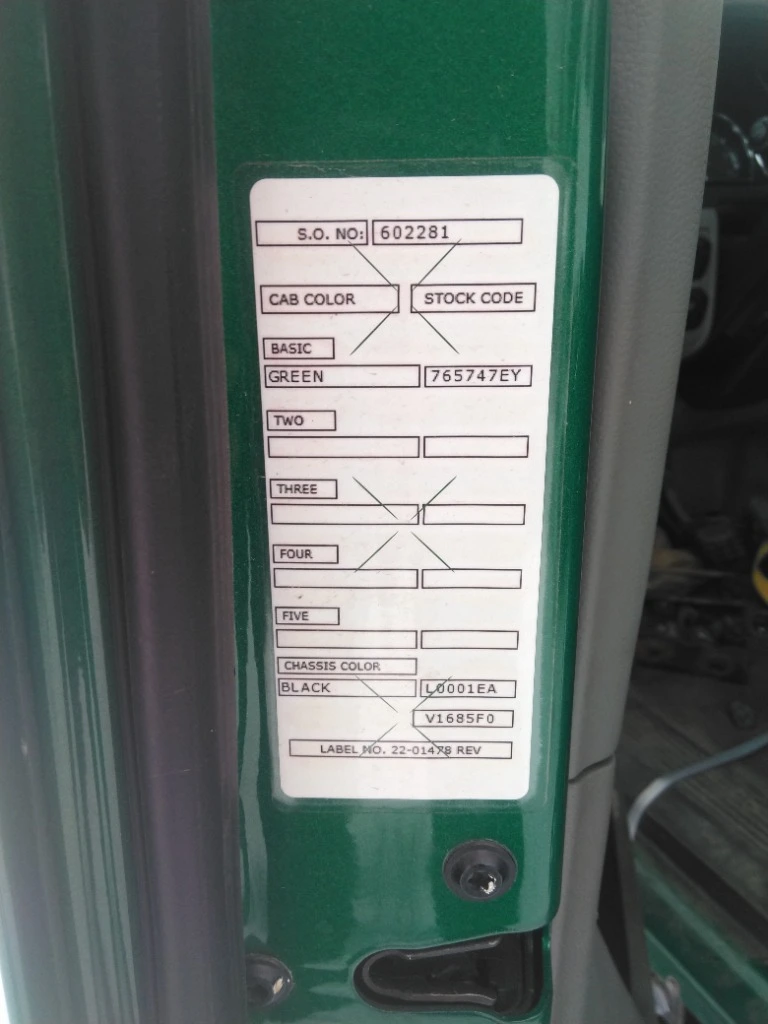 S.O. NO: 602281
CAB COLOR STOCK CODE
BASIC
GREEN 765747EY
TWO
THREE
FOUR
FIVE
CHASSIS COLOR
BLACK L0001EA
V1685F0
LABEL NO. 22-01478 REV